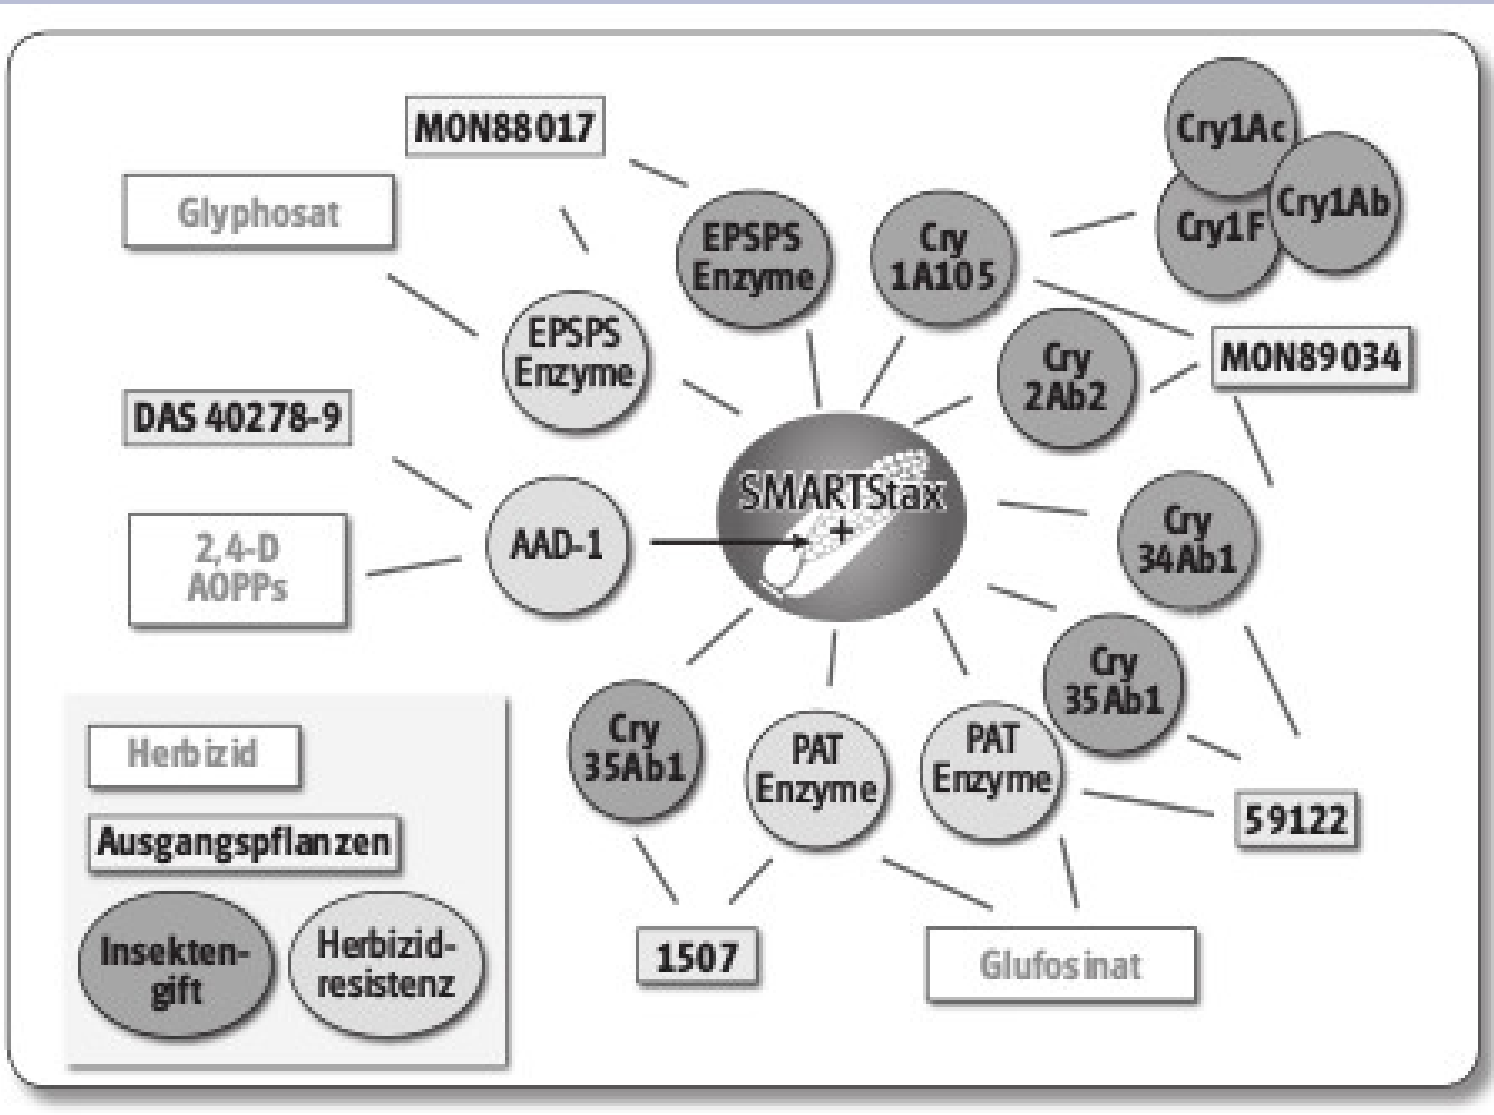 MON88017
Glyphosat
EPSPS
Enzyme
EPSPS
Enzyme
Cry
1A105
Cry1Ac
Cry1Ab
Cry1F
Cry
2Ab2
MON89034
DAS 40278-9
2,4-D
AOPPs
AAD-1
SMARTStax
+
Cry
34Ab1
Cry
35Ab1
Cry
35Ab1
PAT
Enzyme
PAT
Enzyme
59122
1507
Glufosinat
Herbizid
Ausgangspflanzen
Insekten-
gift
Herbizid-
resistenz